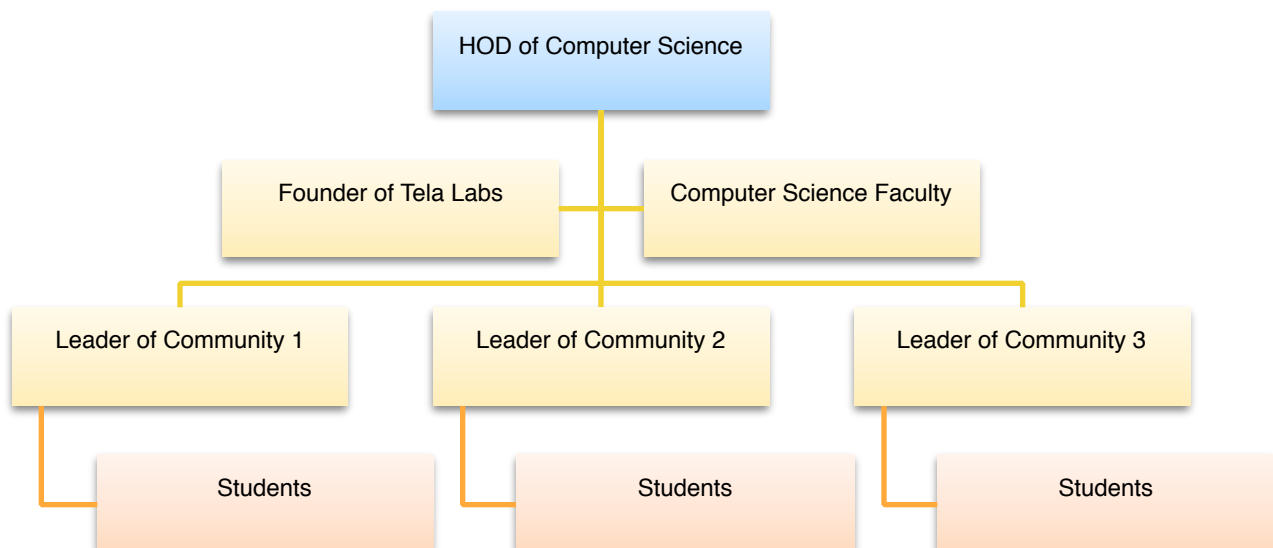 HOD of Computer Science
Founder of Tela Labs
Computer Science Faculty
Leader of Community 1
Leader of Community 2
Leader of Community 3
Students
Students
Students